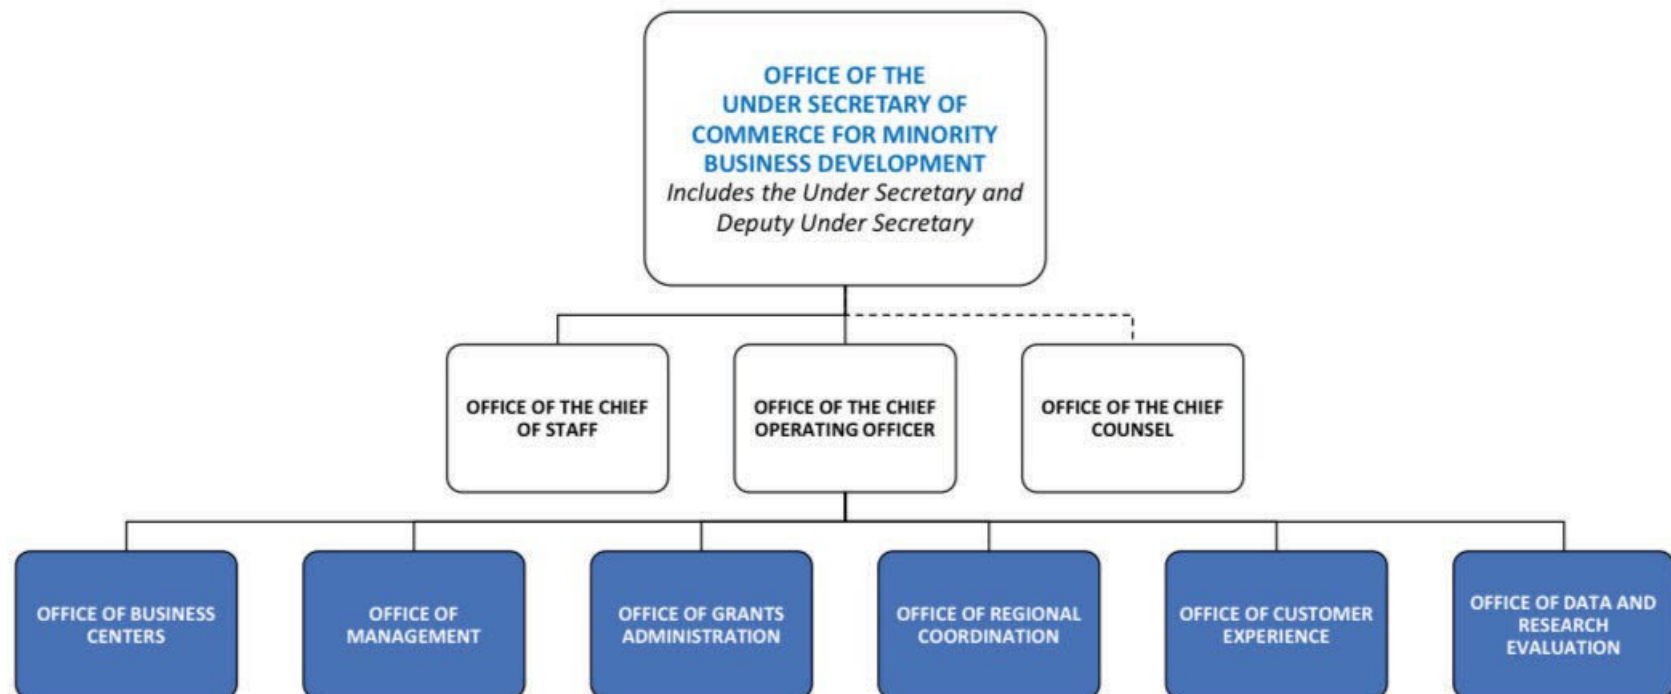 OFFICE OF THE
UNDER SECRETARY OF
COMMERCE FOR MINORITY
BUSINESS DEVELOPMENT
Includes the Under Secretary and
Deputy Under Secretary
OFFICE OF THE CHIEF
OF STAFF
OFFICE OF THE CHIEF
OPERATING OFFICER
OFFICE OF THE CHIEF
COUNSEL
OFFICE OF BUSINESS
CENTERS
OFFICE OF
MANAGEMENT
OFFICE OF GRANTS
ADMINISTRATION
OFFICE OF REGIONAL
COORDINATION
OFFICE OF CUSTOMER
EXPERIENCE
OFFICE OF DATA AND
RESEARCH
EVALUATION